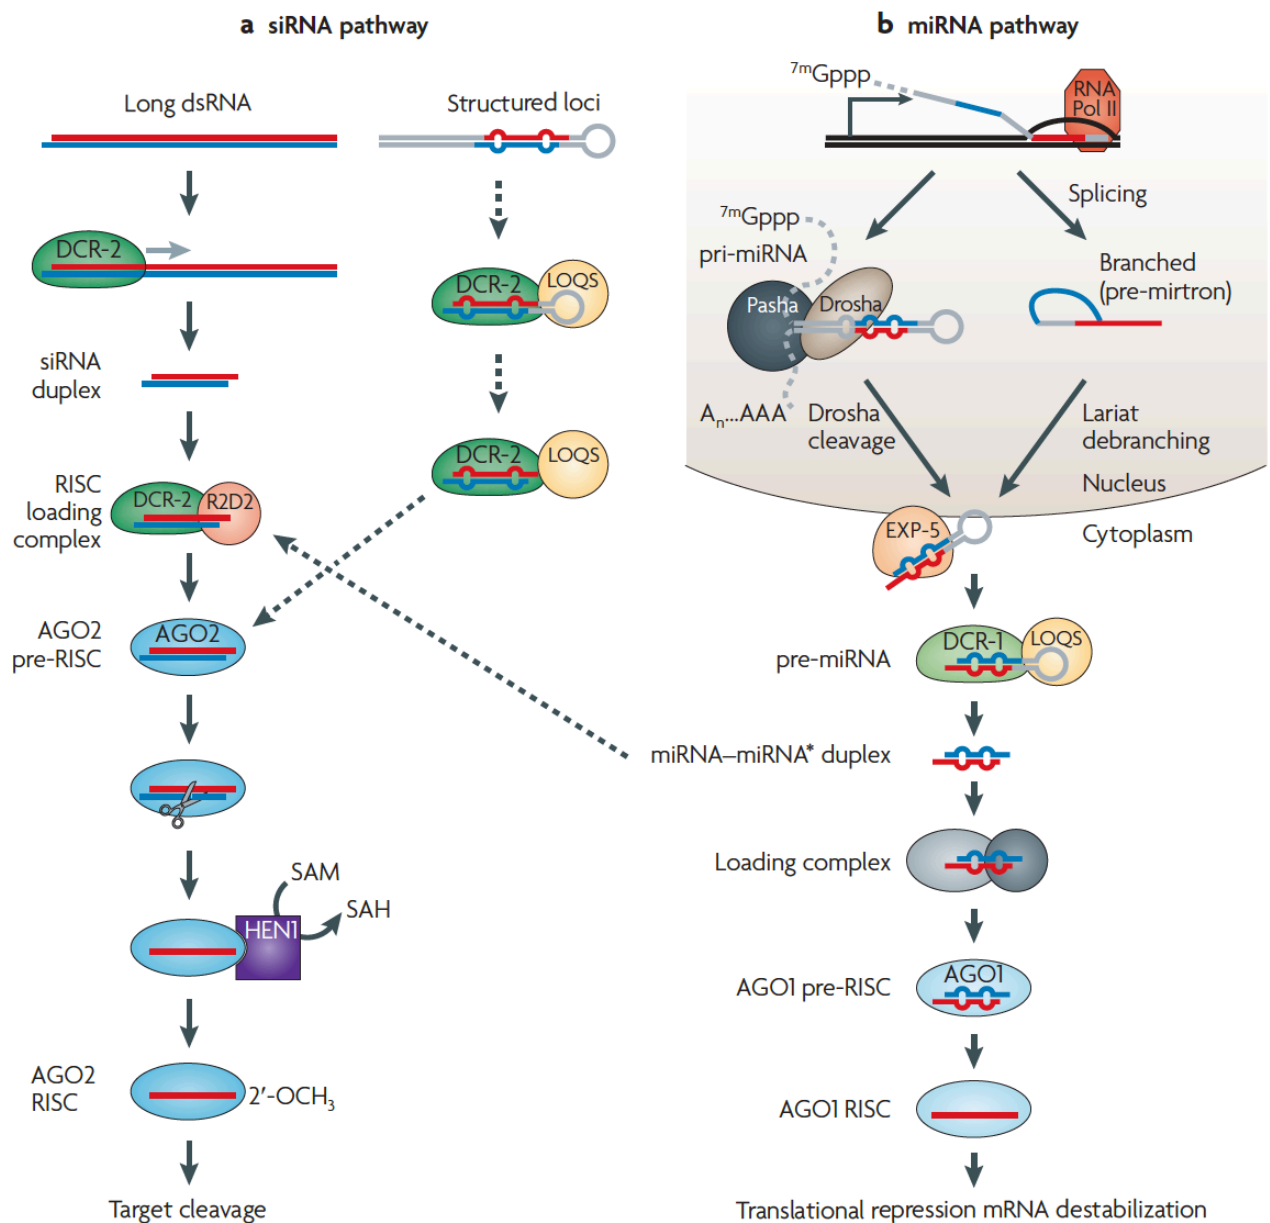 a siRNA pathway
Long dsRNA
Structured loci
DCR-2
DCR-2
LOQS
siRNA
duplex
DCR-2
LOQS
RISC
loading
complex
DCR-2
R2D2
AGO2
pre-RISC
AGO2
SAM
SAH
HEN1
AGO2
RISC
2′-OCH₃
Target cleavage
b miRNA pathway
⁷ᵐGppp
RNA
Pol II
Splicing
⁷ᵐGppp
pri-miRNA
Pasha
Drosha
Branched
(pre-mirtron)
Aₙ...AAA
Drosha
cleavage
Lariat
debranching
Nucleus
Cytoplasm
EXP-5
pre-miRNA
DCR-1
LOQS
miRNA–miRNA* duplex
Loading complex
AGO1 pre-RISC
AGO1
AGO1 RISC
Translational repression mRNA destabilization